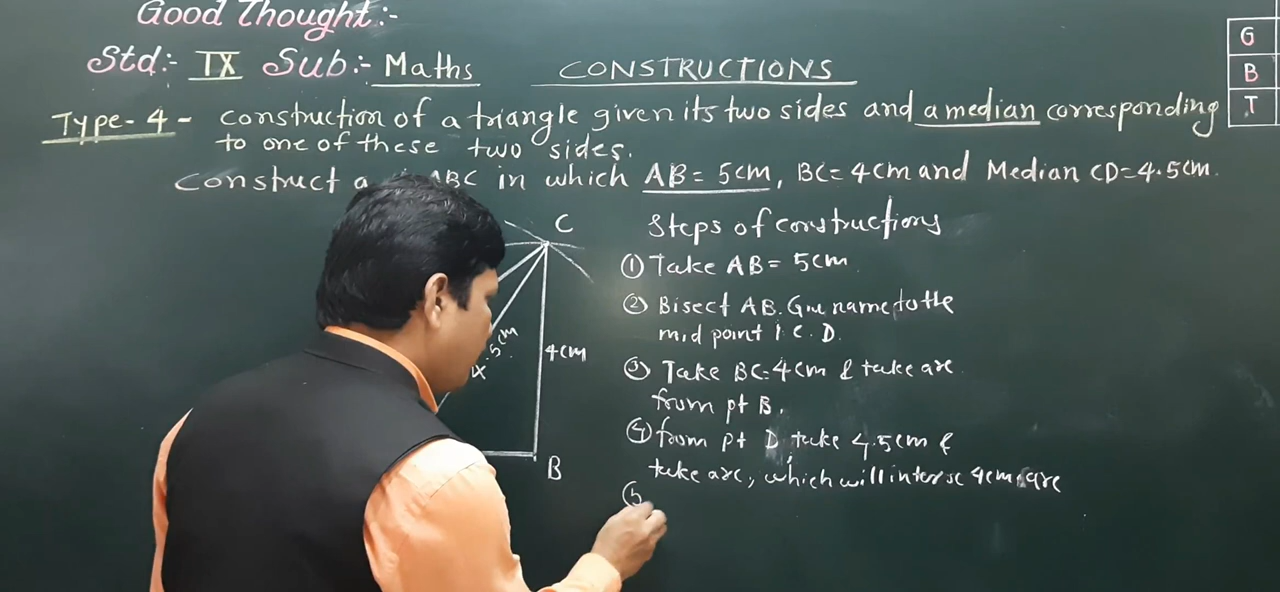 Good Thought:-
Std:- IX Sub:- Maths CONSTRUCTIONS
G
B
T
Type-4- construction of a triangle given its two sides and a median corresponding
to one of these two sides.
Construct a ABC in which AB = 5cm, BC = 4cm and Median CD = 4.5cm.
C
.5cm
X
4cm
B
Steps of constructions
① Take AB = 5cm
② Bisect AB. name to the
mid point i.e. D.
③ Take BC = 4cm & take arc
from pt B.
④ from pt D, take 4.5cm &
take arc, which will 4cm arc
⑤